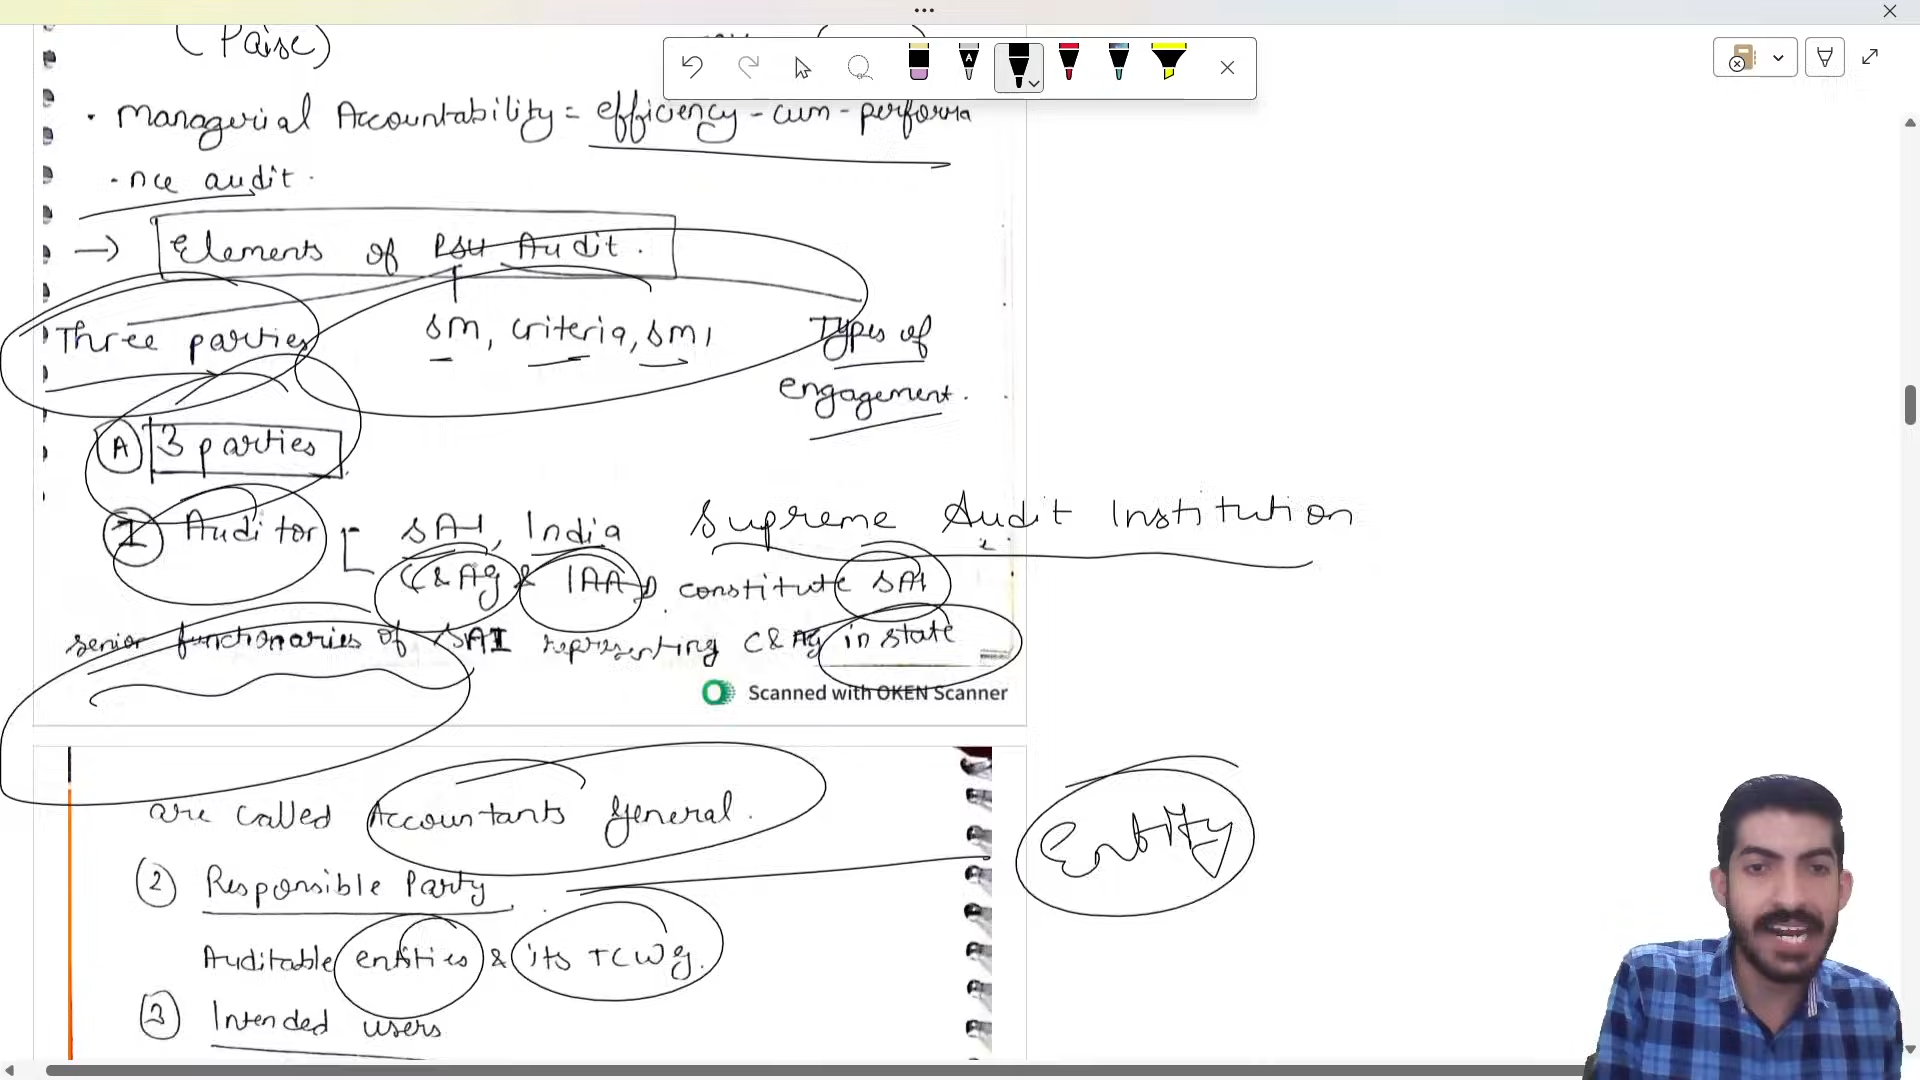 (Paise)
• Managerial Accountability = efficiency - cum - performa
- nce audit.
→ Elements of PSU Audit.
Three parties SM, criteria, SMI Types of
engagement.
A 3 parties
1 Auditor SAI, India Supreme Audit Institution
C & AG & IAAD constitute SAI
senior functionaries of SAI representing C & AG in state
Scanned with OKEN Scanner
are called Accountants General.
Entity
(2) Responsible Party
Auditable entities & its TCWG.
(3) Intended users